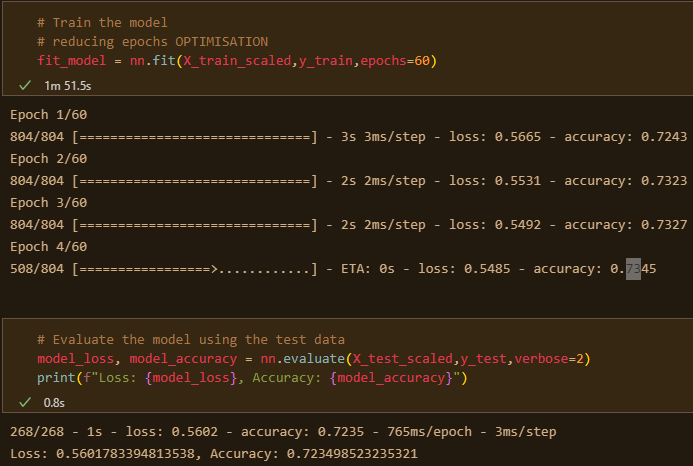 # Train the model
# reducing epochs OPTIMISATION
fit_model = nn.fit(X_train_scaled,y_train,epochs=60)
1m 51.5s
Epoch 1/60
804/804 [==============================] - 3s 3ms/step - loss: 0.5665 - accuracy: 0.7243
Epoch 2/60
804/804 [==============================] - 2s 2ms/step - loss: 0.5531 - accuracy: 0.7323
Epoch 3/60
804/804 [==============================] - 2s 2ms/step - loss: 0.5492 - accuracy: 0.7327
Epoch 4/60
508/804 [=================>............] - ETA: 0s - loss: 0.5485 - accuracy: 0.7345
# Evaluate the model using the test data
model_loss, model_accuracy = nn.evaluate(X_test_scaled,y_test,verbose=2)
print(f"Loss: {model_loss}, Accuracy: {model_accuracy}")
0.8s
268/268 - 1s - loss: 0.5602 - accuracy: 0.7235 - 765ms/epoch - 3ms/step
Loss: 0.5601783394813538, Accuracy: 0.723498523235321